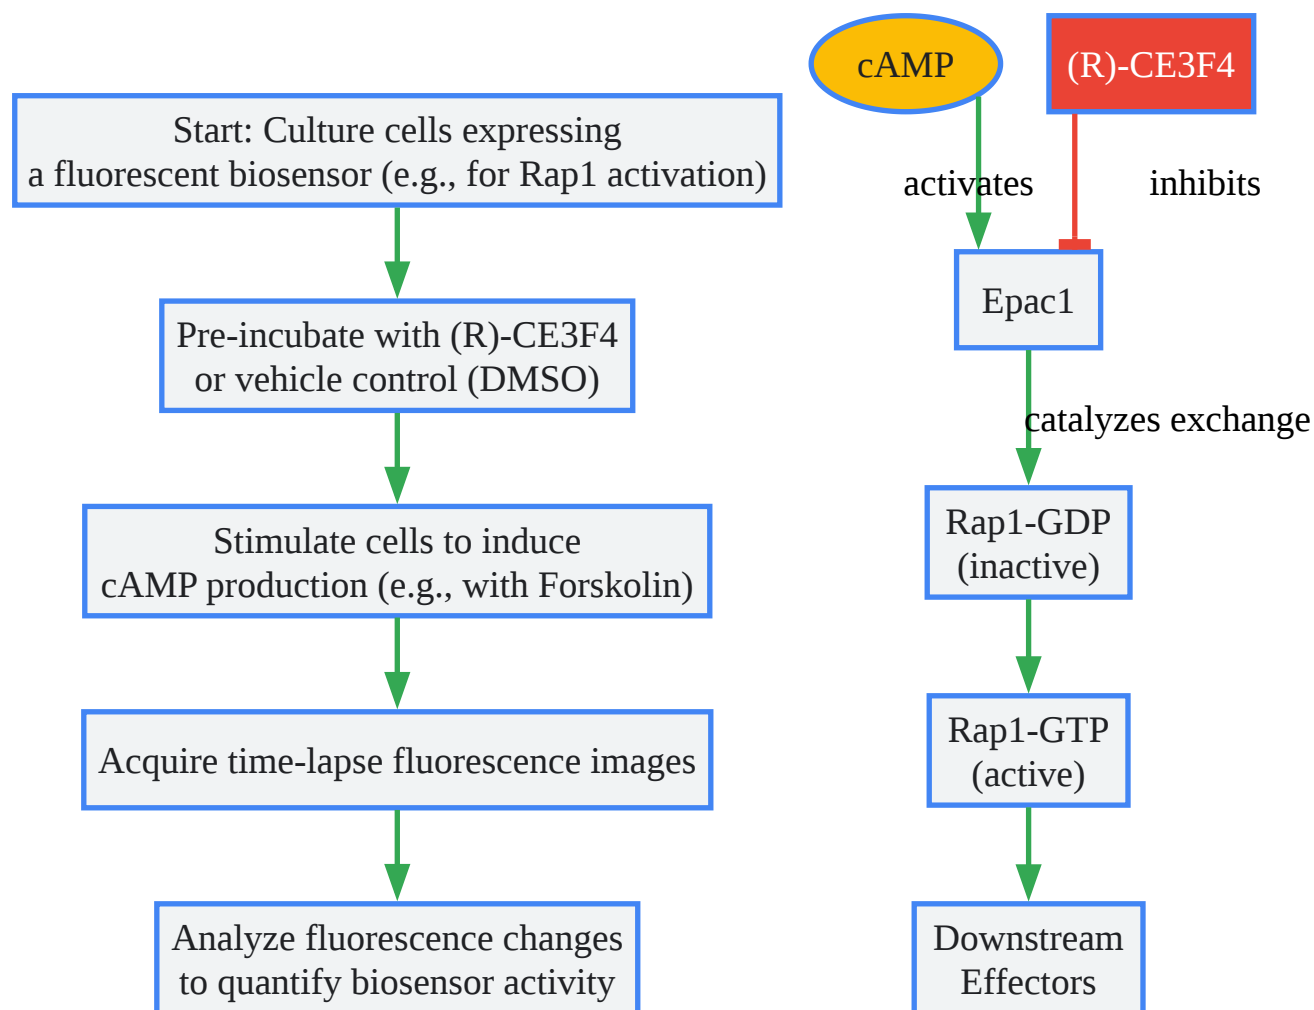 Start: Culture cells expressing
a fluorescent biosensor (e.g., for Rap1 activation)
Pre-incubate with (R)-CE3F4
or vehicle control (DMSO)
Stimulate cells to induce
cAMP production (e.g., with Forskolin)
Acquire time-lapse fluorescence images
Analyze fluorescence changes
to quantify biosensor activity
cAMP
(R)-CE3F4
activates
inhibits
Epac1
catalyzes exchange
Rap1-GDP
(inactive)
Rap1-GTP
(active)
Downstream
Effectors